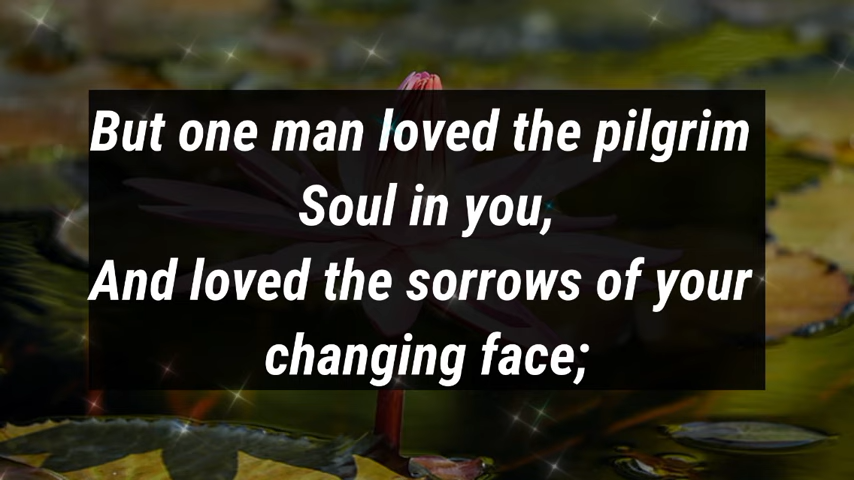 But one man loved the pilgrim
Soul in you,
And loved the sorrows of your
changing face;